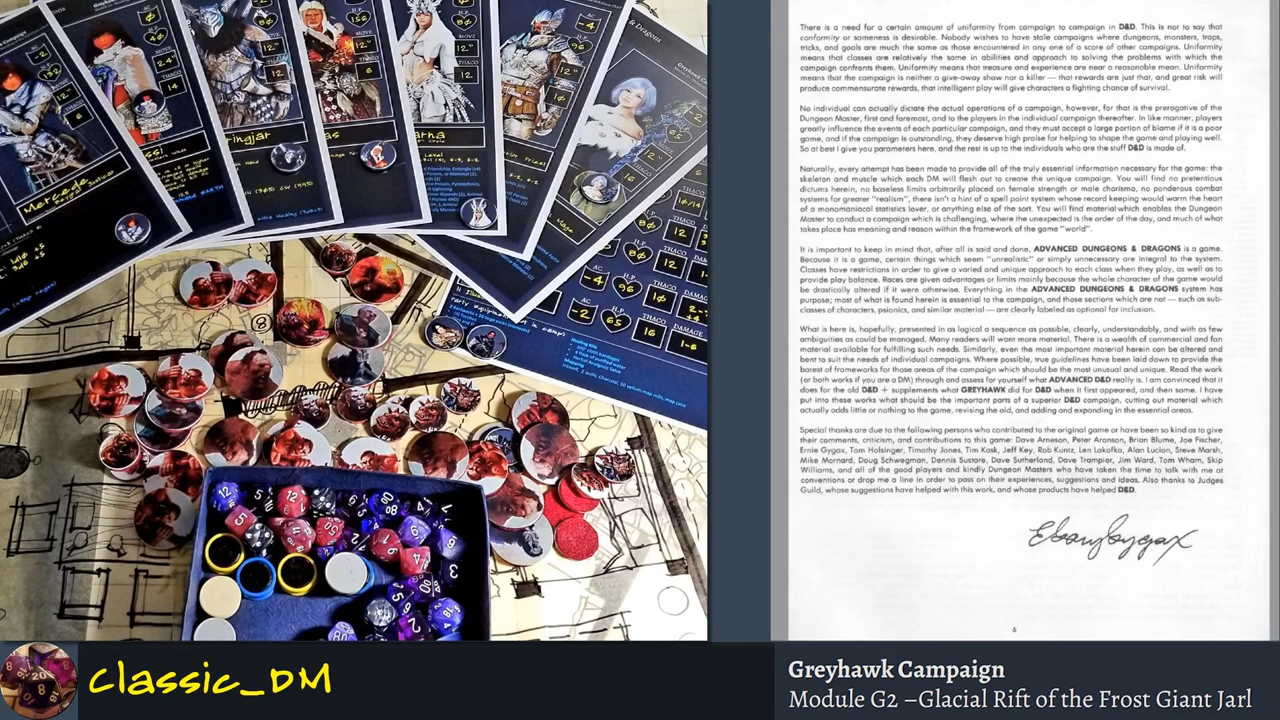 Mercede
THACO
MOVE
12"
THACO
12
-4
96
THACO
AC
H.P.
-4
96
12"
10
AC
H.P.
THACO
DAMAGE
-2
65
12"
16
1-6
There is a need for a certain amount of uniformity from campaign to campaign in D&D. This is not to say that
conformity or sameness is desirable. Nobody wishes to have stale campaigns where dungeons, monsters, traps,
tricks, and goals are much the same as those encountered in any one of a score of other campaigns. Uniformity
means that classes are relatively the same in abilities and approach to solving the problems with which the
campaign confronts them. Uniformity means that treasure and experience are near a reasonable mean. Uniformity
means that the campaign is neither a give-away show nor a killer — that rewards are just that, and great risk will
produce commensurate rewards, that intelligent play will give characters a fighting chance of survival.
No individual can actually dictate the actual operations of a campaign, however, for that is the prerogative of the
Dungeon Master, first and foremost, and to the players in the individual campaign thereafter. In like manner, players
greatly influence the events of each particular campaign, and they must accept a large portion of blame if it is a poor
game, and if the campaign is outstanding, they deserve high praise for helping to shape the game and playing well.
So at best I give you parameters here, and the rest is up to the individuals who are the stuff D&D is made of.
Naturally, every attempt has been made to provide all of the truly essential information necessary for the game: the
skeleton and muscle which each DM will flesh out to create the unique campaign. You will find no pretentious
dictums herein, no baseless limits arbitrarily placed on female strength or male charisma, no ponderous combat
systems for greater "realism", there isn't a hint of a spell point system whose record keeping would warm the heart
of a monomaniacal statistics lover, or anything else of the sort. You will find material which enables the Dungeon
Master to conduct a campaign which is challenging, where the unexpected is the order of the day, and much of what
takes place has meaning and reason within the framework of the game "world".
It is important to keep in mind that, after all is said and done, ADVANCED DUNGEONS & DRAGONS is a game.
Because it is a game, certain things which seem "unrealistic" or simply unnecessary are integral to the system.
Classes have restrictions in order to give a varied and unique approach to each class when they play, as well as to
provide play balance. Races are given advantages or limits mainly because the whole character of the game would
be drastically altered if it were otherwise. Everything in the ADVANCED DUNGEONS & DRAGONS system has
purpose; most of what is found herein is essential to the campaign, and those sections which are not — such as sub-
classes of characters, psionics, and similar material — are clearly labeled as optional for inclusion.
What is here is, hopefully, presented in as logical a sequence as possible, clearly, understandably, and with as few
ambiguities as could be managed. Many readers will want more material. There is a wealth of commercial and fan
material available for fulfilling such needs. Similarly, even the most important material herein can be altered and
bent to suit the needs of individual campaigns. Where possible, true guidelines have been laid down to provide the
barest of frameworks for those areas of the campaign which should be the most unusual and unique. Read the work
(or both works if you are a DM) through and assess for yourself what ADVANCED D&D really is. I am convinced that it
does for the old D&D + supplements what GREYHAWK did for D&D when it first appeared, and then some. I have
put into these works what should be the important parts of a superior D&D campaign, cutting out material which
actually adds little or nothing to the game, revising the old, and adding and expanding in the essential areas.
Special thanks are due to the following persons who contributed to the original game or have been so kind as to give
their comments, criticism, and contributions to this game: Dave Arneson, Peter Aronson, Brian Blume, Joe Fischer,
Ernie Gygax, Tom Holsinger, Timothy Jones, Tim Kask, Jeff Key, Rob Kuntz, Len Lakofka, Alan Lucion, Steve Marsh,
Mike Mornard, Doug Schwegman, Dennis Sustare, Dave Sutherland, Dave Trampier, Jim Ward, Tom Wham, Skip
Williams, and all of the good players and kindly Dungeon Masters who have taken the time to talk with me at
conventions or drop me a line in order to pass on their experiences, suggestions and ideas. Also thanks to Judges
Guild, whose suggestions have helped with this work, and whose products have helped D&D.
6
classic_DM
Greyhawk Campaign
Module G2 –Glacial Rift of the Frost Giant Jarl